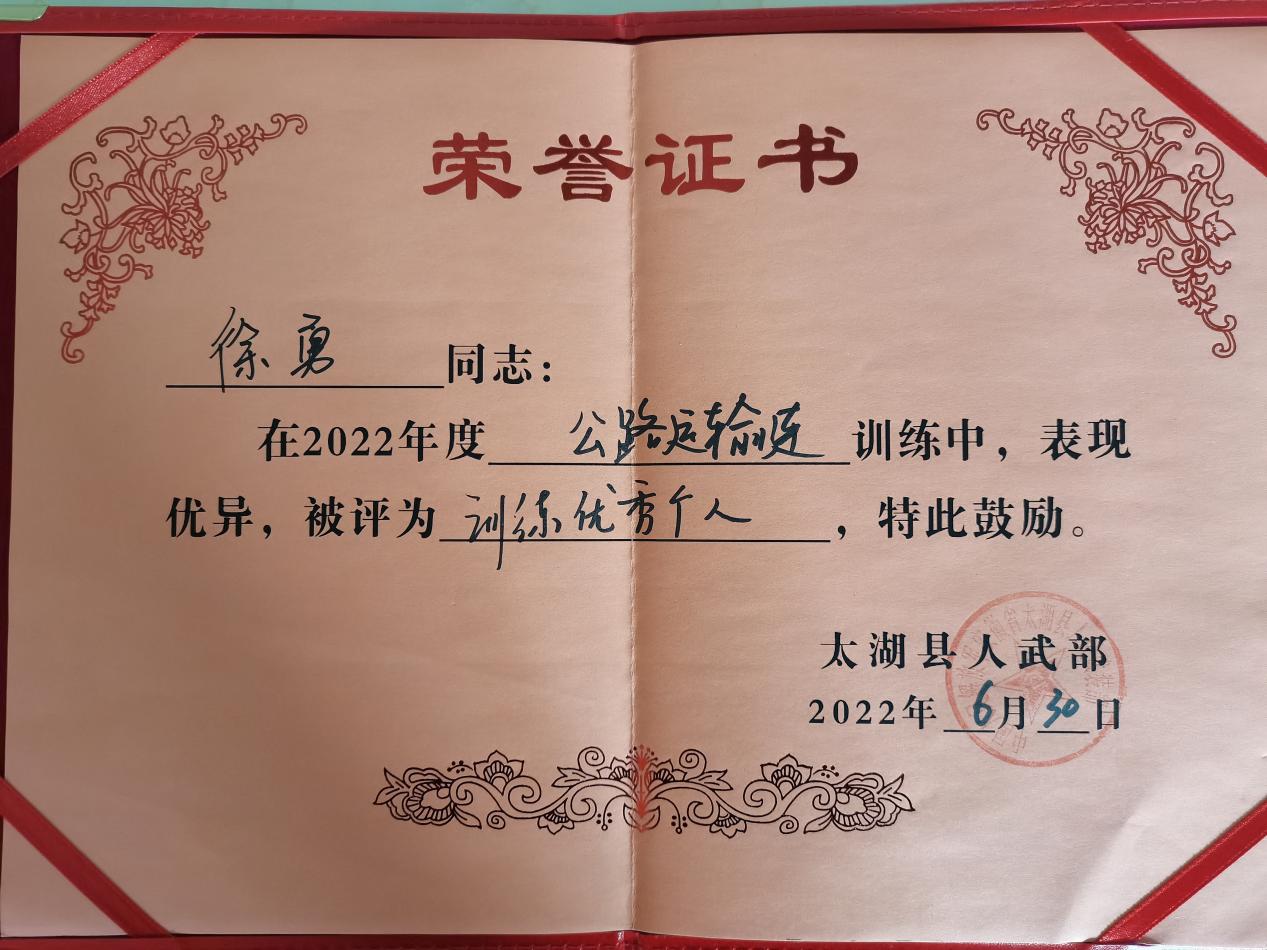 荣誉证书
徐勇同志：
在2022年度公路运输连训练中，表现
优异，被评为训练优秀个人，特此鼓励。
太湖县人武部
2022年6月30日